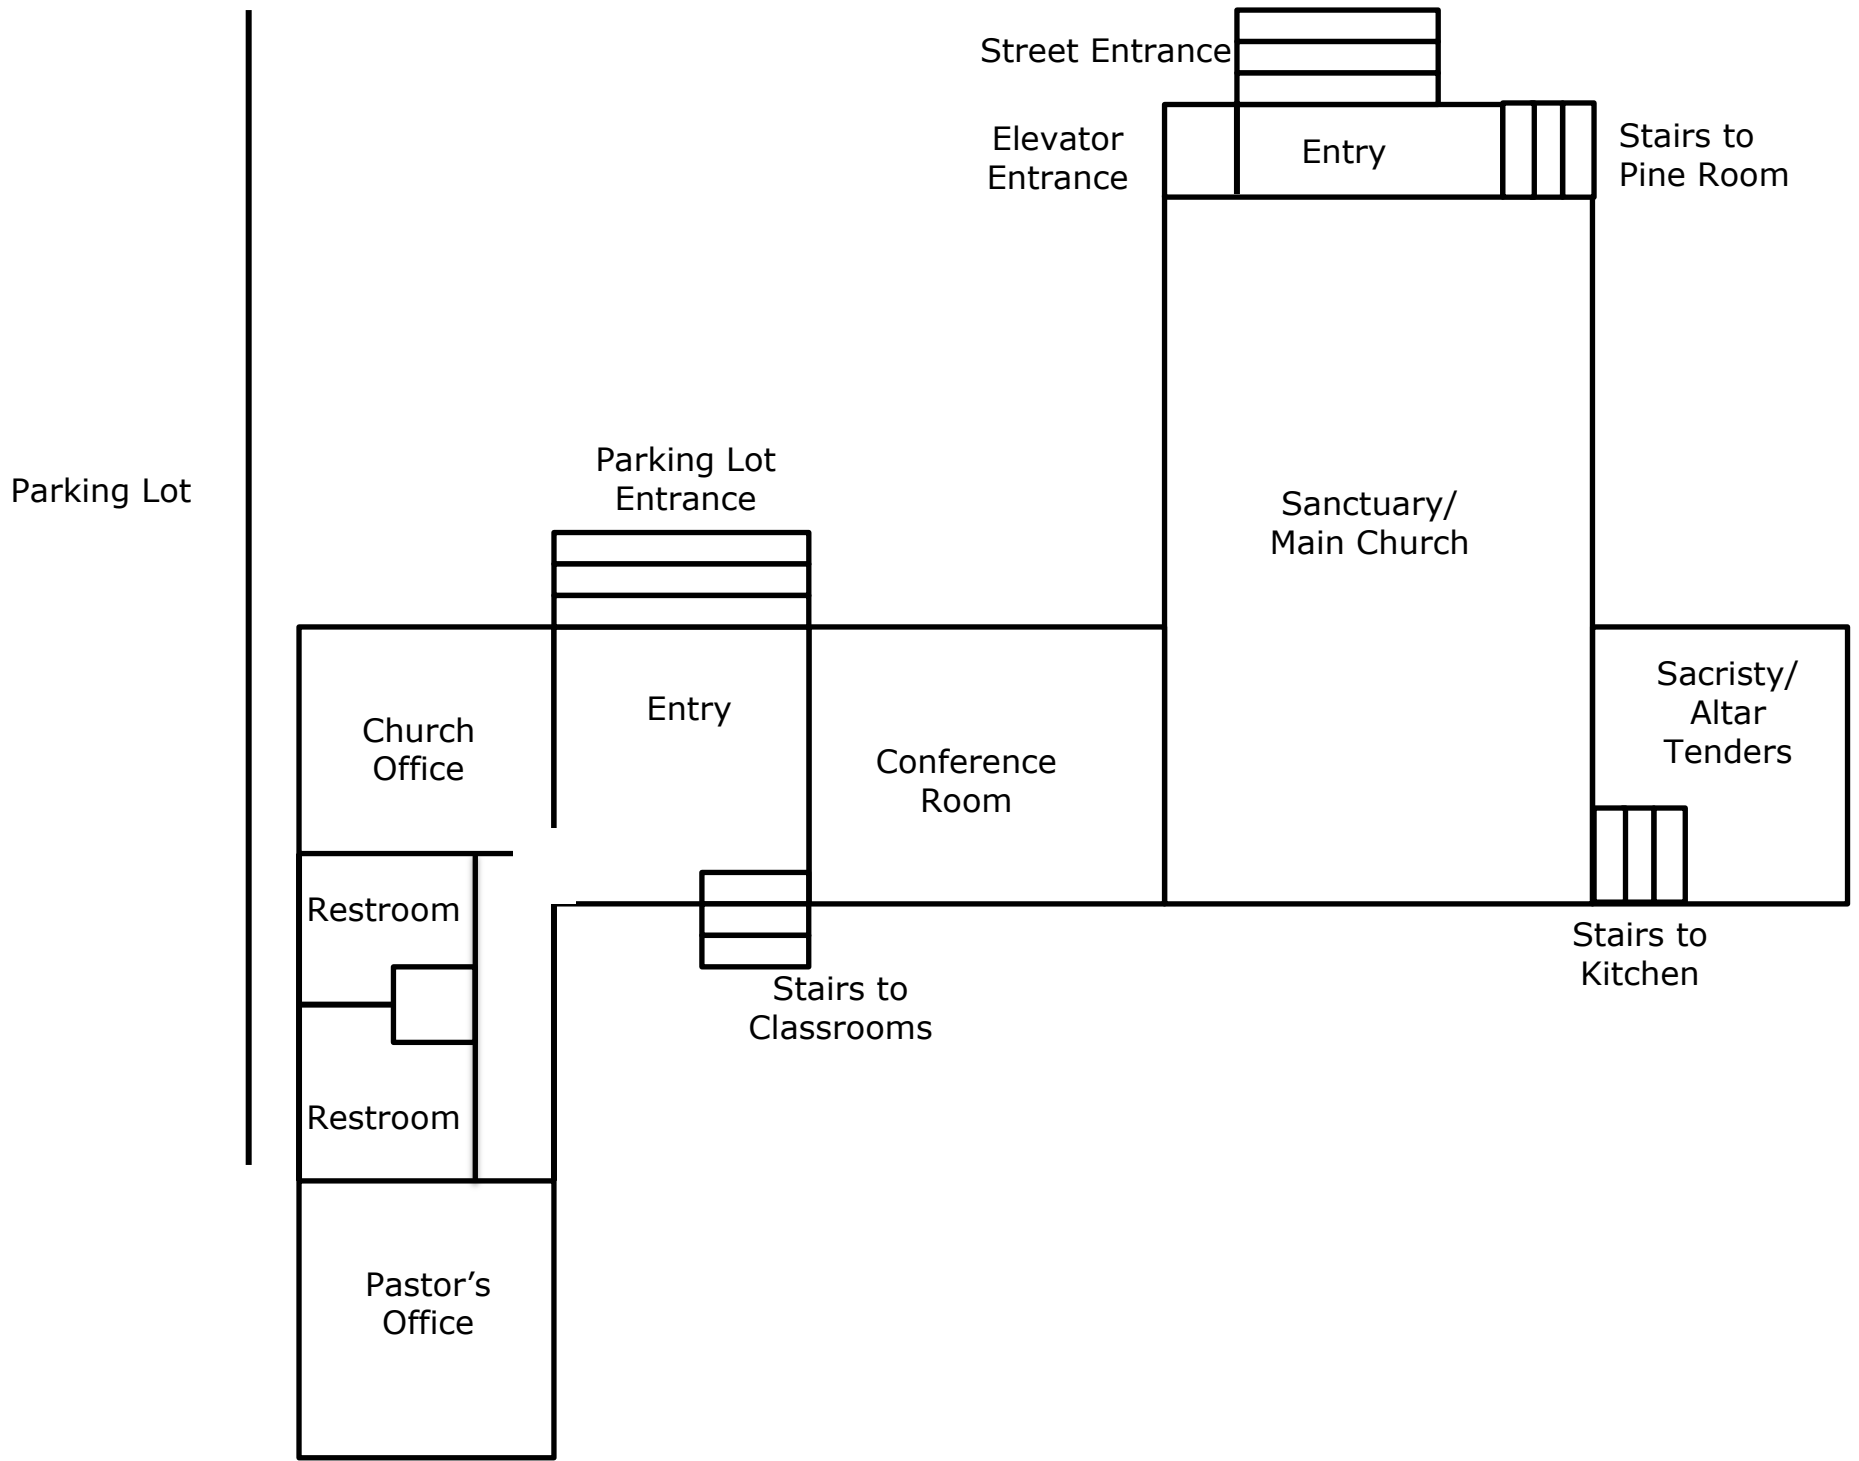 Street Entrance
Elevator
Entrance
Entry
Stairs to
Pine Room
Parking Lot
Parking Lot
Entrance
Sanctuary/
Main Church
Church
Office
Entry
Conference
Room
Sacristy/
Altar
Tenders
Restroom
Stairs to
Classrooms
Stairs to
Kitchen
Restroom
Pastor’s
Office